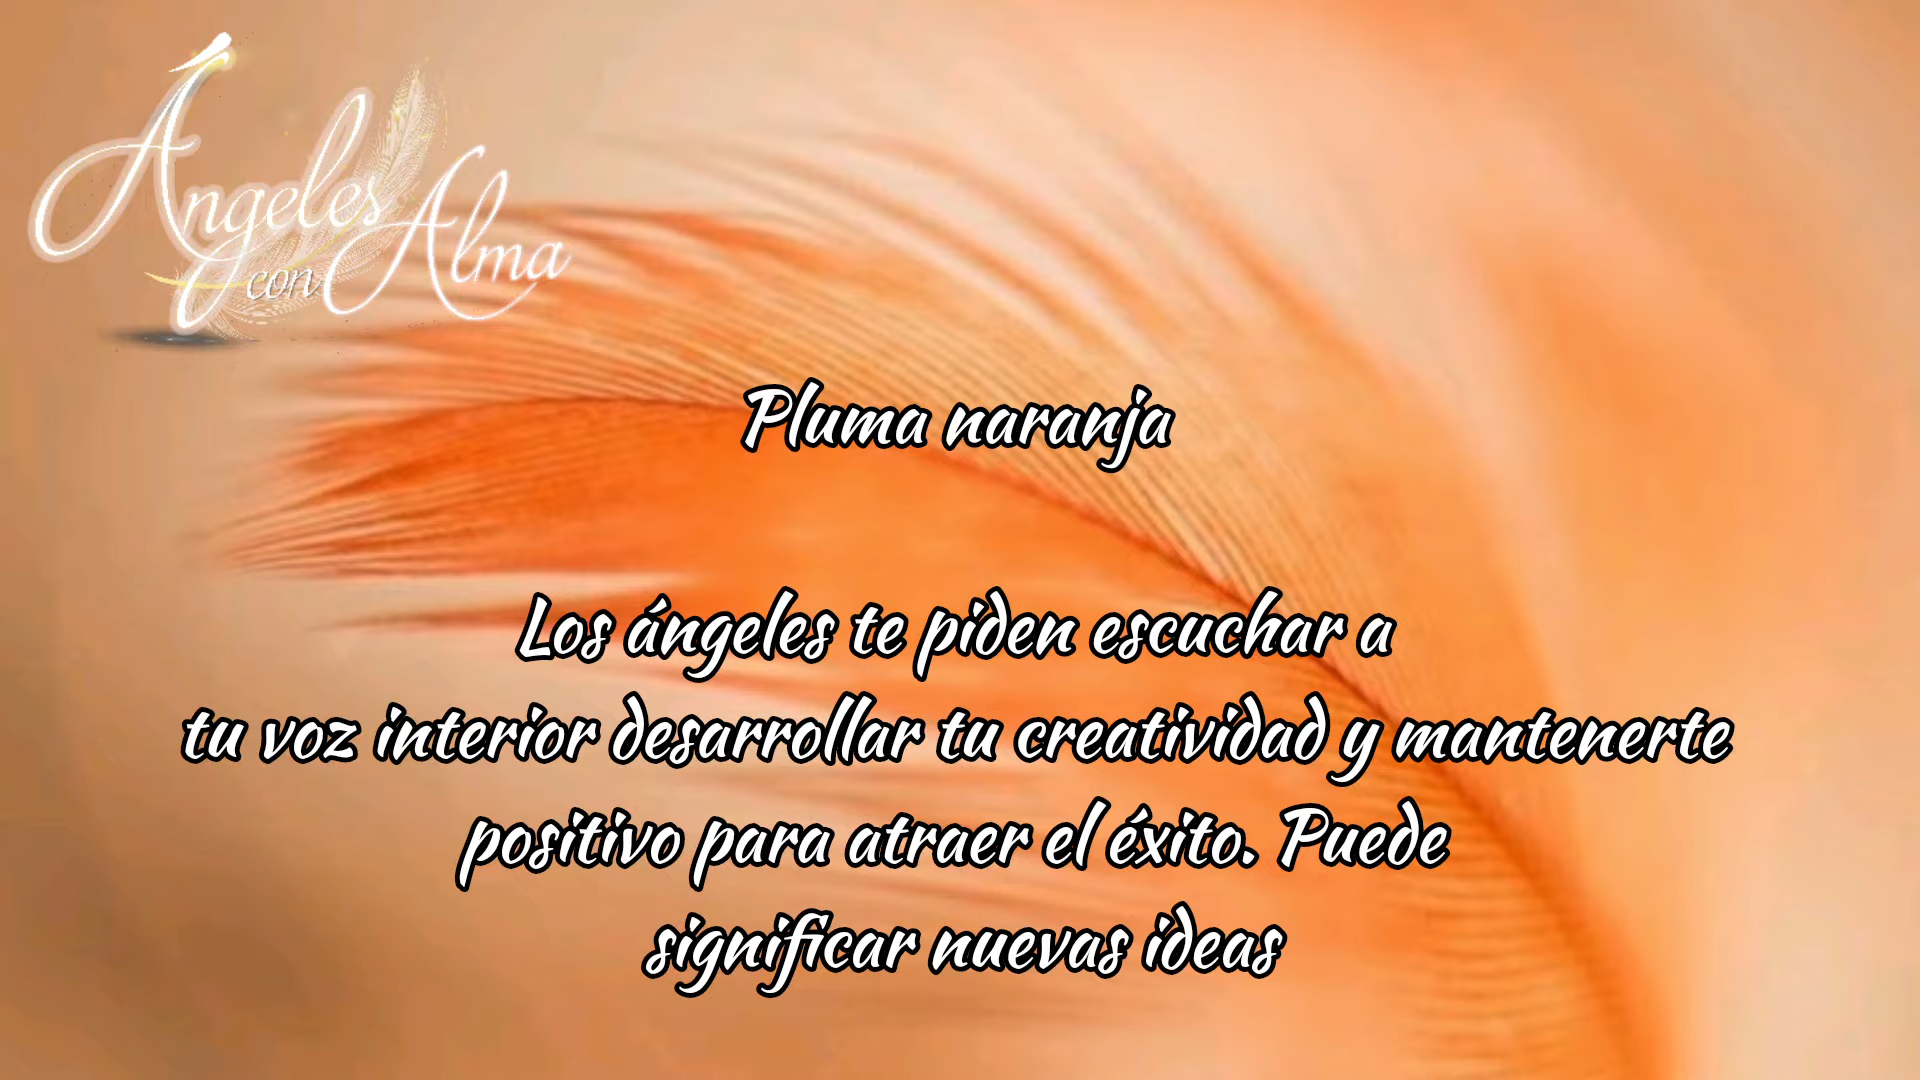 Ángeles
con Alma
Pluma naranja
Los ángeles te piden escuchar a
tu voz interior desarrollar tu creatividad y mantenerte
positivo para atraer el éxito. Puede
significar nuevas ideas